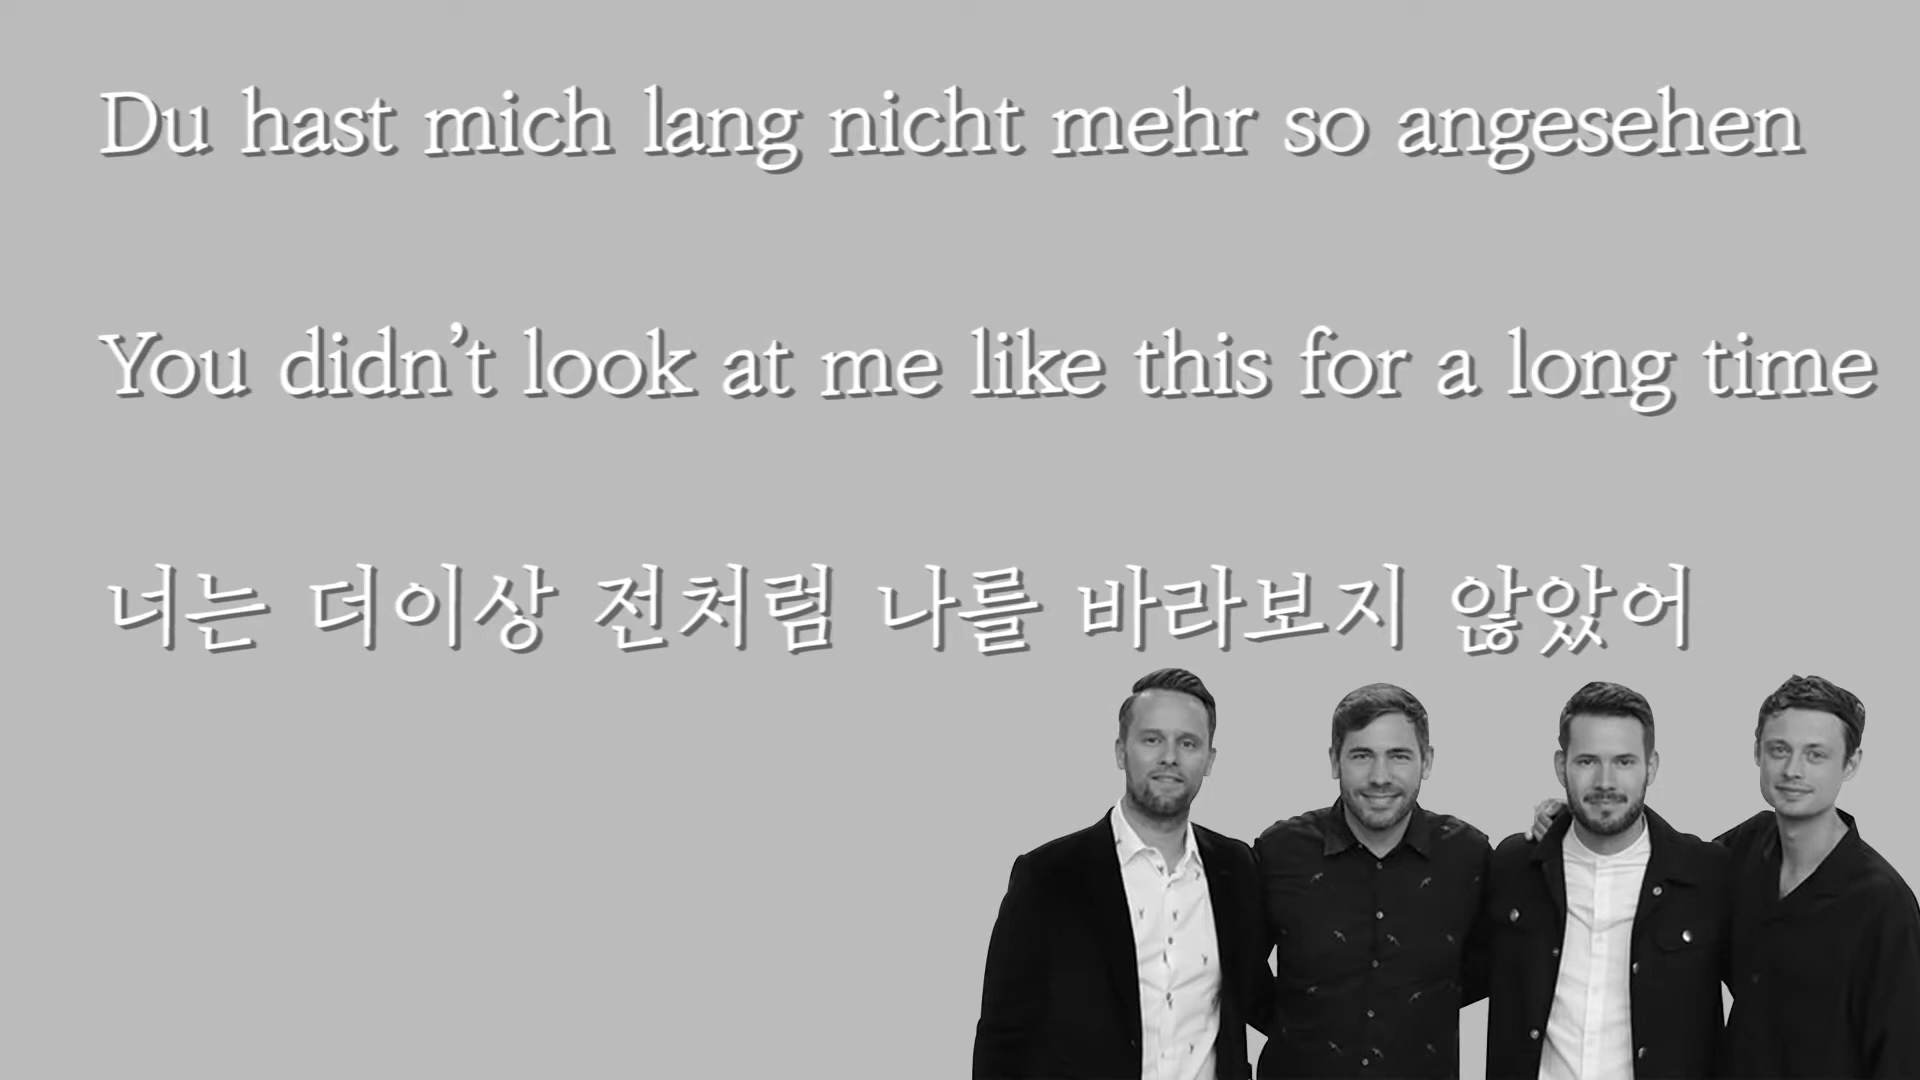 Du hast mich lang nicht mehr so angesehen
You didn’t look at me like this for a long time
너는 더이상 전처럼 나를 바라보지 않았어